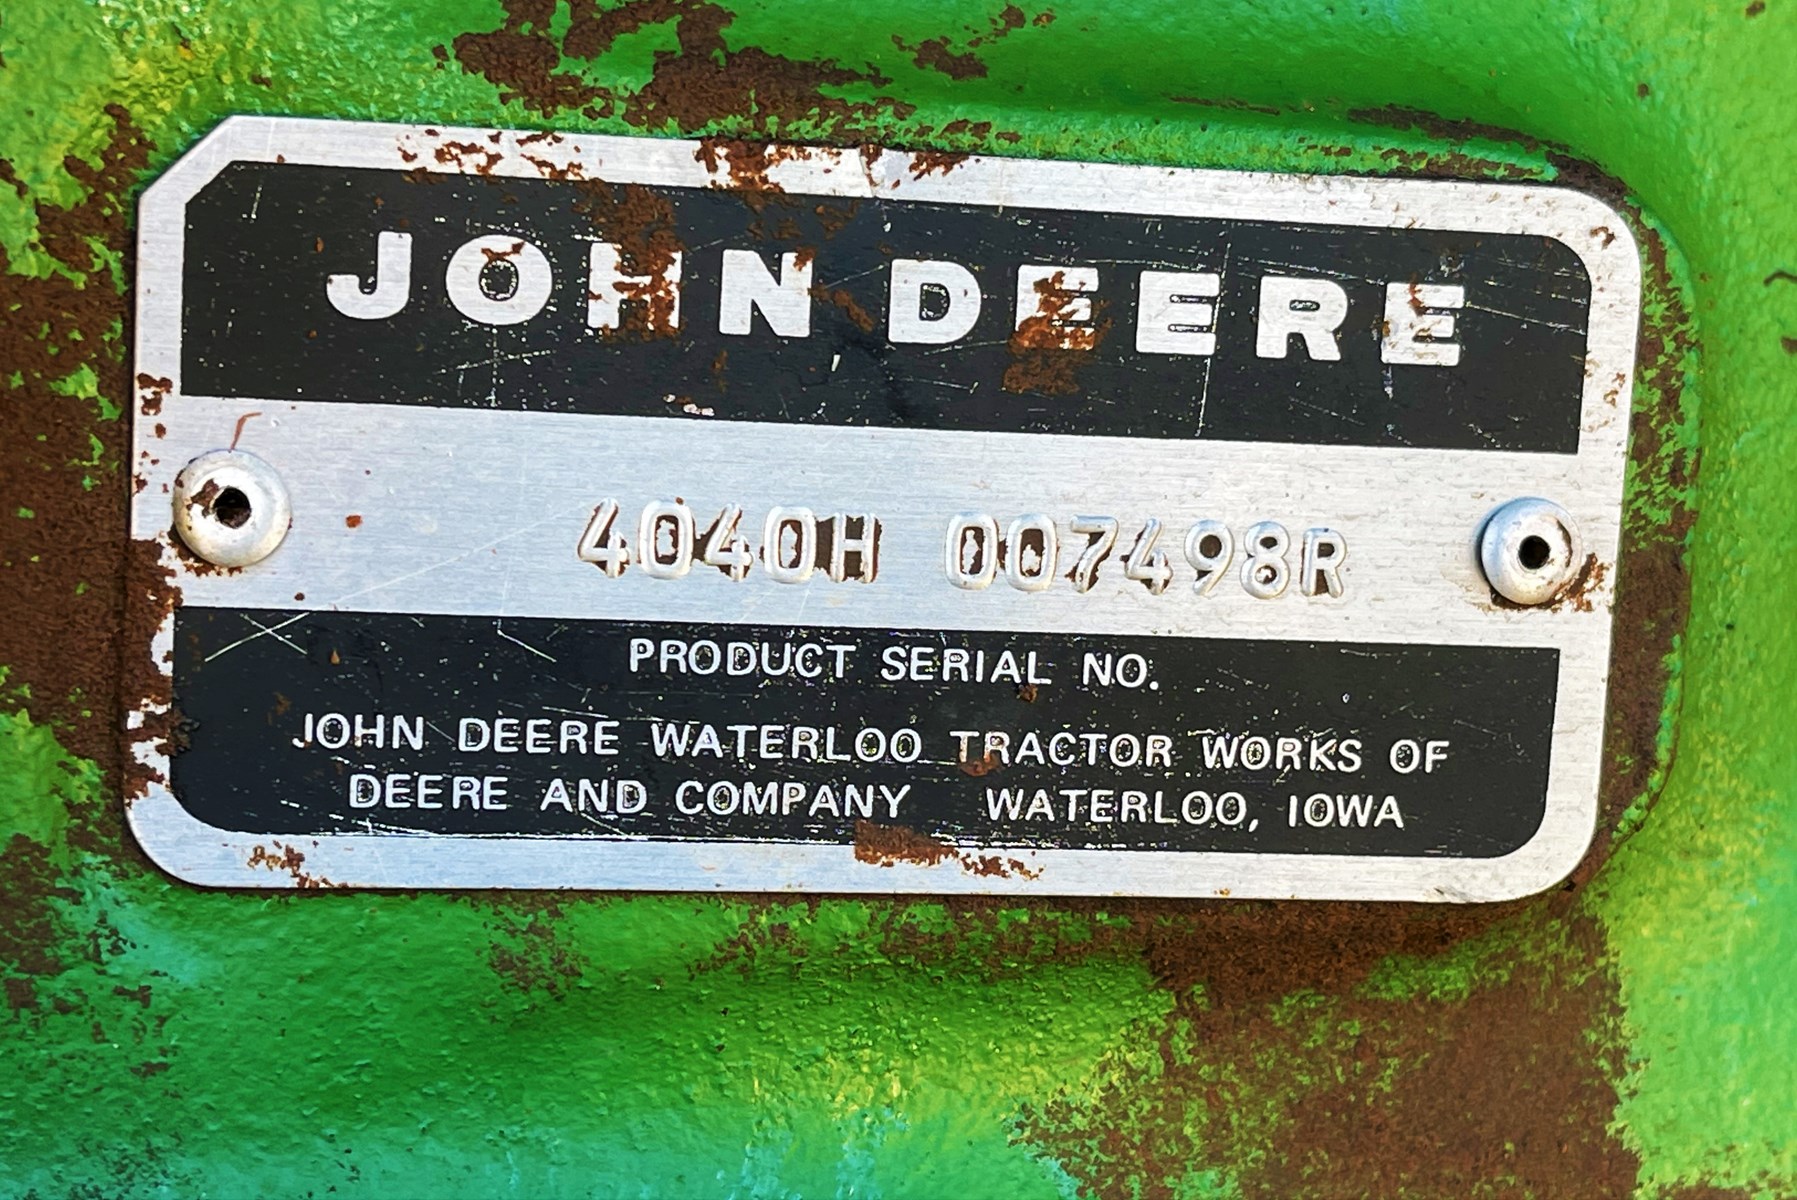 JOHN DEERE
4040H 007498R
PRODUCT SERIAL NO.
JOHN DEERE WATERLOO TRACTOR WORKS OF
DEERE AND COMPANY WATERLOO, IOWA